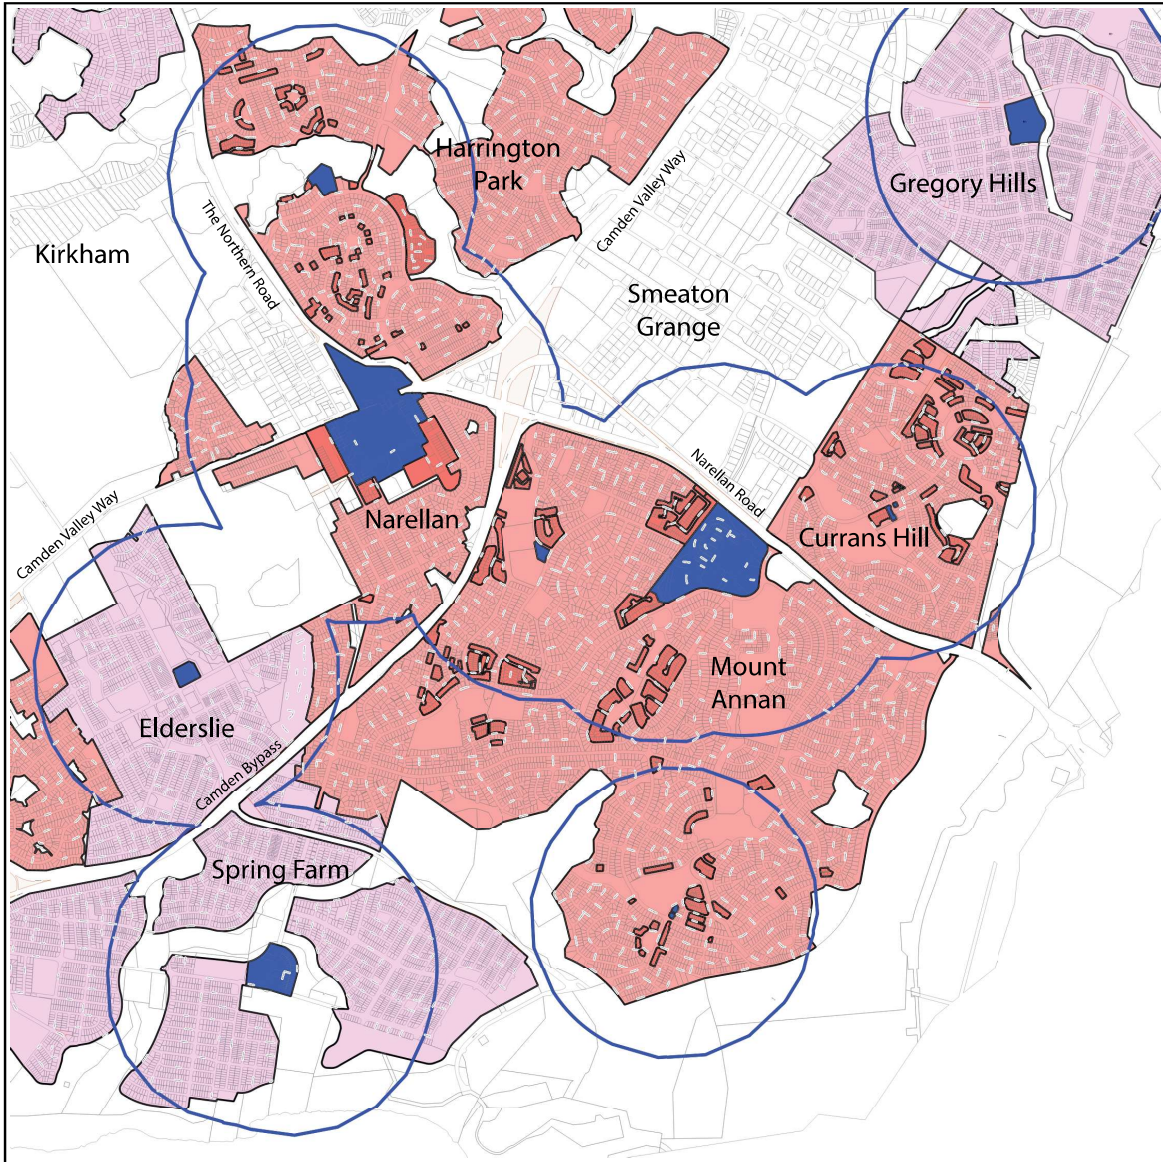 Harrington
Park
Gregory Hills
Camden Valley Way
The Northern Road
Kirkham
Smeaton
Grange
Narellan Road
Camden Valley Way
Narellan
Currans Hill
Mount
Annan
Elderslie
Camden Bypass
Spring Farm